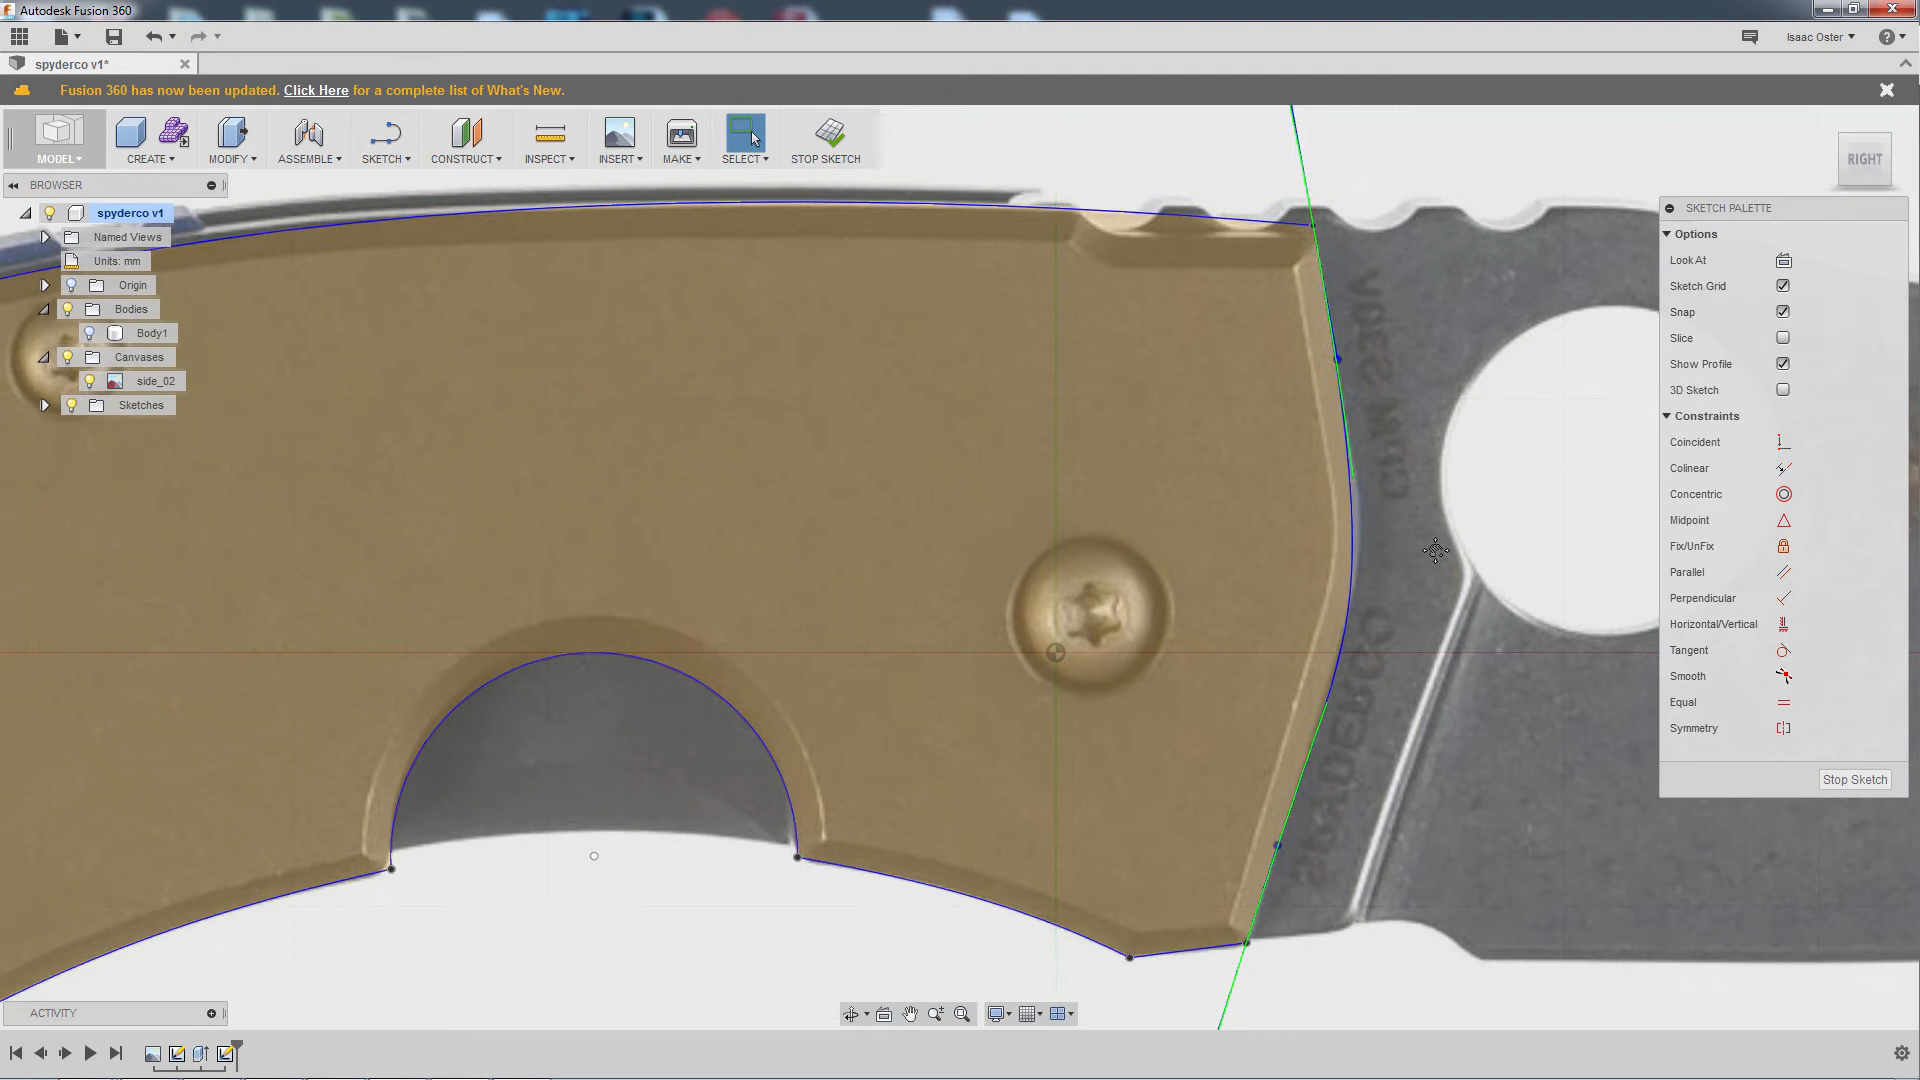 Autodesk Fusion 360
Isaac Oster
spyderco v1*
Fusion 360 has now been updated. Click Here for a complete list of What's New.
MODEL
CREATE
MODIFY
ASSEMBLE
SKETCH
CONSTRUCT
INSPECT
INSERT
MAKE
SELECT
STOP SKETCH
RIGHT
BROWSER
spyderco v1
Named Views
Units: mm
Origin
Bodies
Body1
Canvases
side_02
Sketches
SKETCH PALETTE
Options
Look At
Sketch Grid
Snap
Slice
Show Profile
3D Sketch
Constraints
Coincident
Colinear
Concentric
Midpoint
Fix/UnFix
Parallel
Perpendicular
Horizontal/Vertical
Tangent
Smooth
Equal
Symmetry
Stop Sketch
ACTIVITY